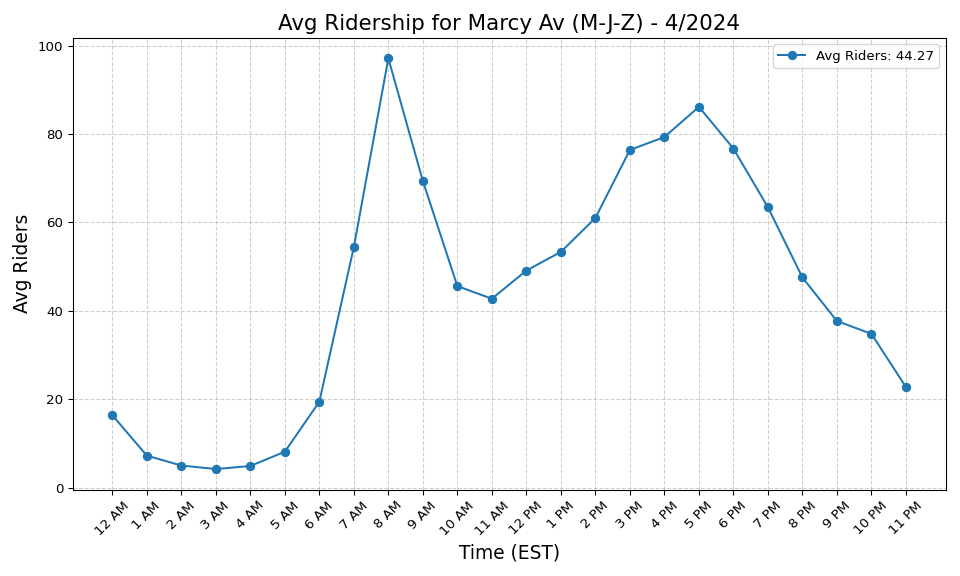 Avg Ridership for Marcy Av (M-J-Z) - 4/2024
Avg Riders: 44.27
Avg Riders
100
80
60
40
20
0
12 AM
1 AM
2 AM
3 AM
4 AM
5 AM
6 AM
7 AM
8 AM
9 AM
10 AM
11 AM
12 PM
1 PM
2 PM
3 PM
4 PM
5 PM
6 PM
7 PM
8 PM
9 PM
10 PM
11 PM
Time (EST)